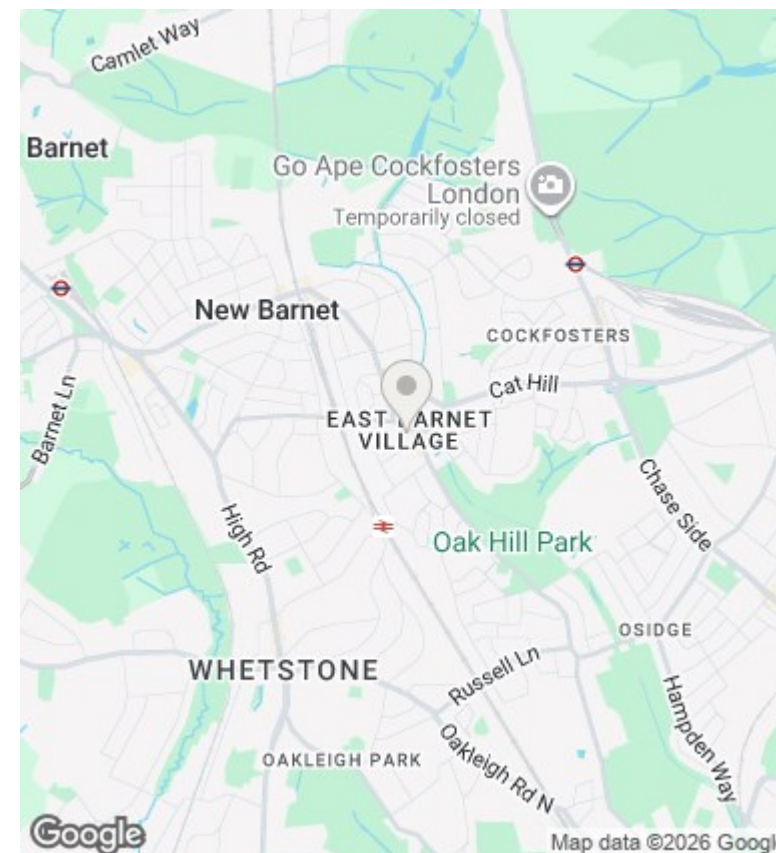 Camlet Way
Barnet
Go Ape Cockfosters
London
Temporarily closed
New Barnet
COCKFOSTERS
Cat Hill
Barnet Ln
EAST BARNET
VILLAGE
High Rd
Chase Side
Oak Hill Park
OSIDGE
WHETSTONE
Russell Ln
Hampden Way
OAKLEIGH PARK
Oakleigh Rd N
Google
Map data ©2026 Googl